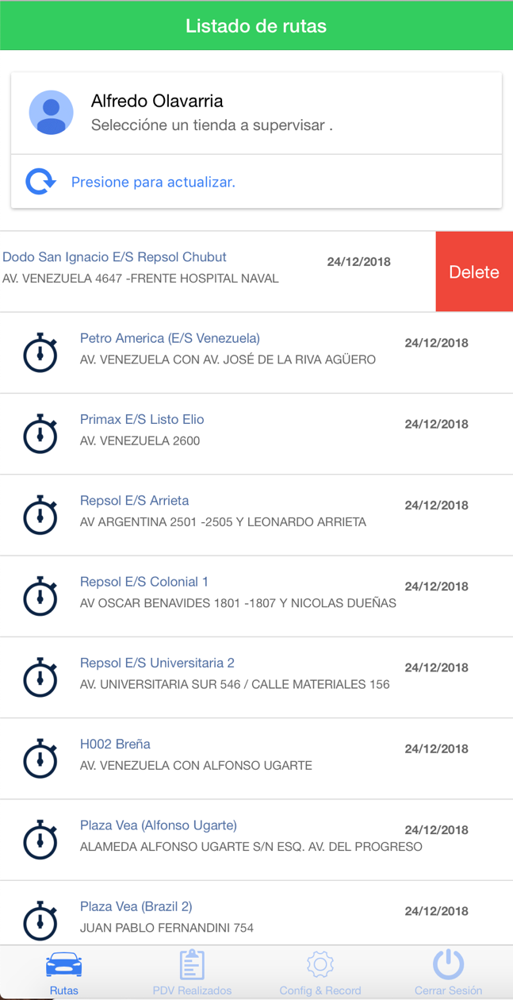 Listado de rutas
Alfredo Olavarria
Seleccióne un tienda a supervisar .
Presione para actualizar.
Dodo San Ignacio E/S Repsol Chubut
24/12/2018
AV. VENEZUELA 4647 -FRENTE HOSPITAL NAVAL
Delete
Petro America (E/S Venezuela)
24/12/2018
AV. VENEZUELA CON AV. JOSÉ DE LA RIVA AGÜERO
Primax E/S Listo Elio
24/12/2018
AV. VENEZUELA 2600
Repsol E/S Arrieta
24/12/2018
AV ARGENTINA 2501 -2505 Y LEONARDO ARRIETA
Repsol E/S Colonial 1
24/12/2018
AV OSCAR BENAVIDES 1801 -1807 Y NICOLAS DUEÑAS
Repsol E/S Universitaria 2
24/12/2018
AV. UNIVERSITARIA SUR 546 / CALLE MATERIALES 156
H002 Breña
24/12/2018
AV. VENEZUELA CON ALFONSO UGARTE
Plaza Vea (Alfonso Ugarte)
24/12/2018
ALAMEDA ALFONSO UGARTE S/N ESQ. AV. DEL PROGRESO
Plaza Vea (Brazil 2)
24/12/2018
JUAN PABLO FERNANDINI 754
Rutas
PDV Realizados
Config & Record
Cerrar Sesión